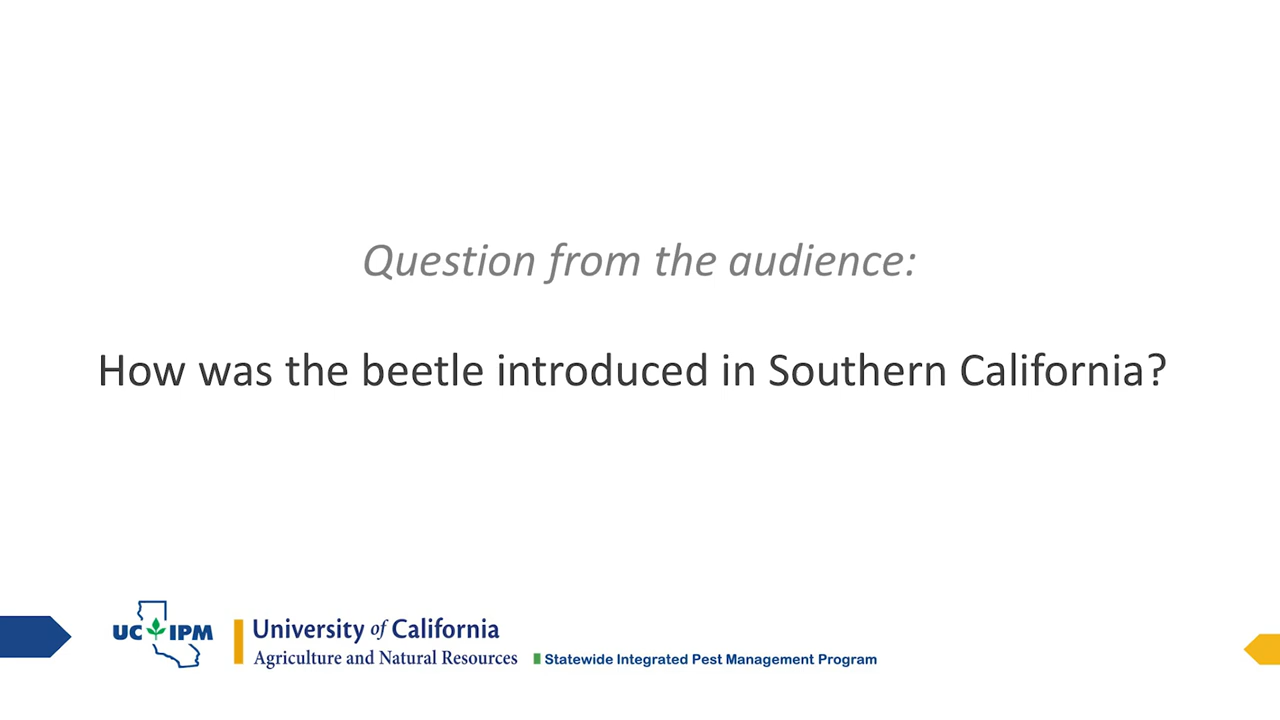 Question from the audience:
How was the beetle introduced in Southern California?
UC IPM
University of California
Agriculture and Natural Resources
Statewide Integrated Pest Management Program